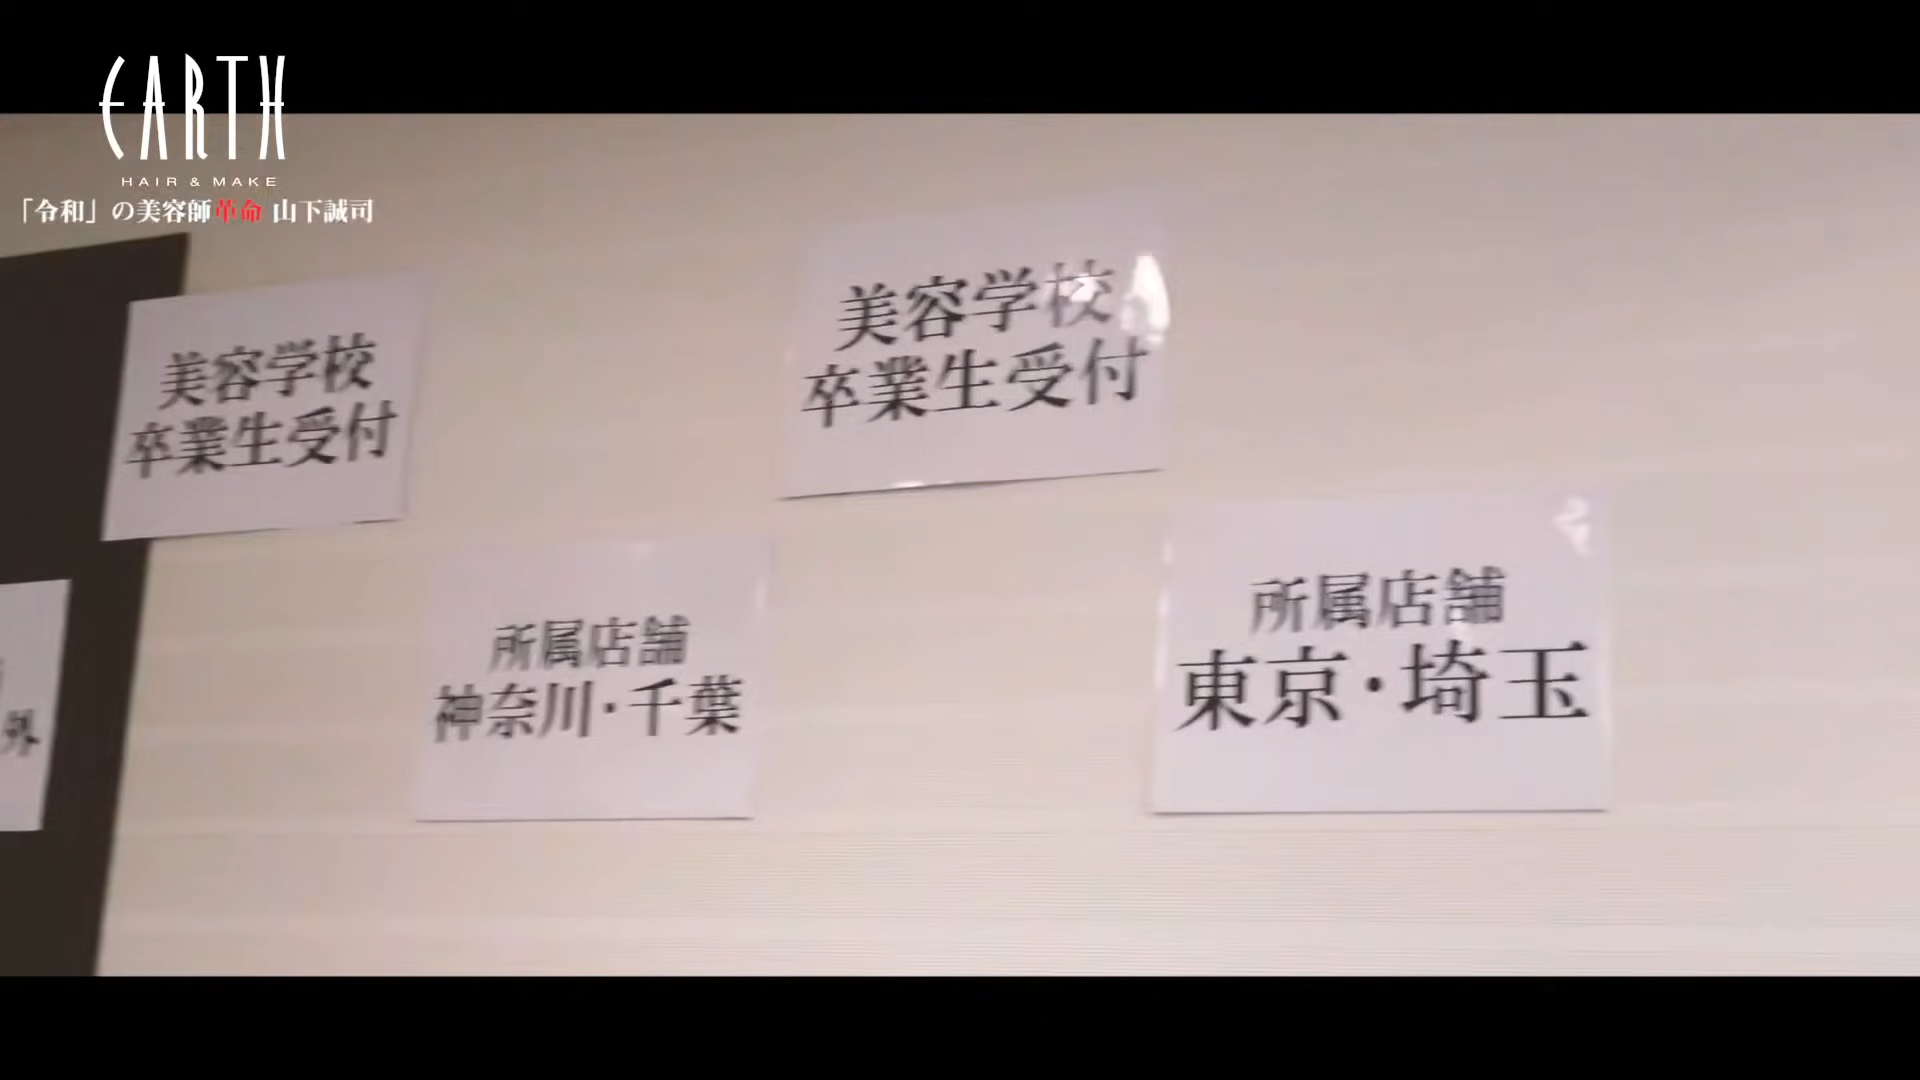 EARTH
HAIR & MAKE
「令和」の美容師革命 山下誠司
美容学校
卒業生受付
美容学校
卒業生受付
所属店舗
神奈川・千葉
所属店舗
東京・埼玉
外